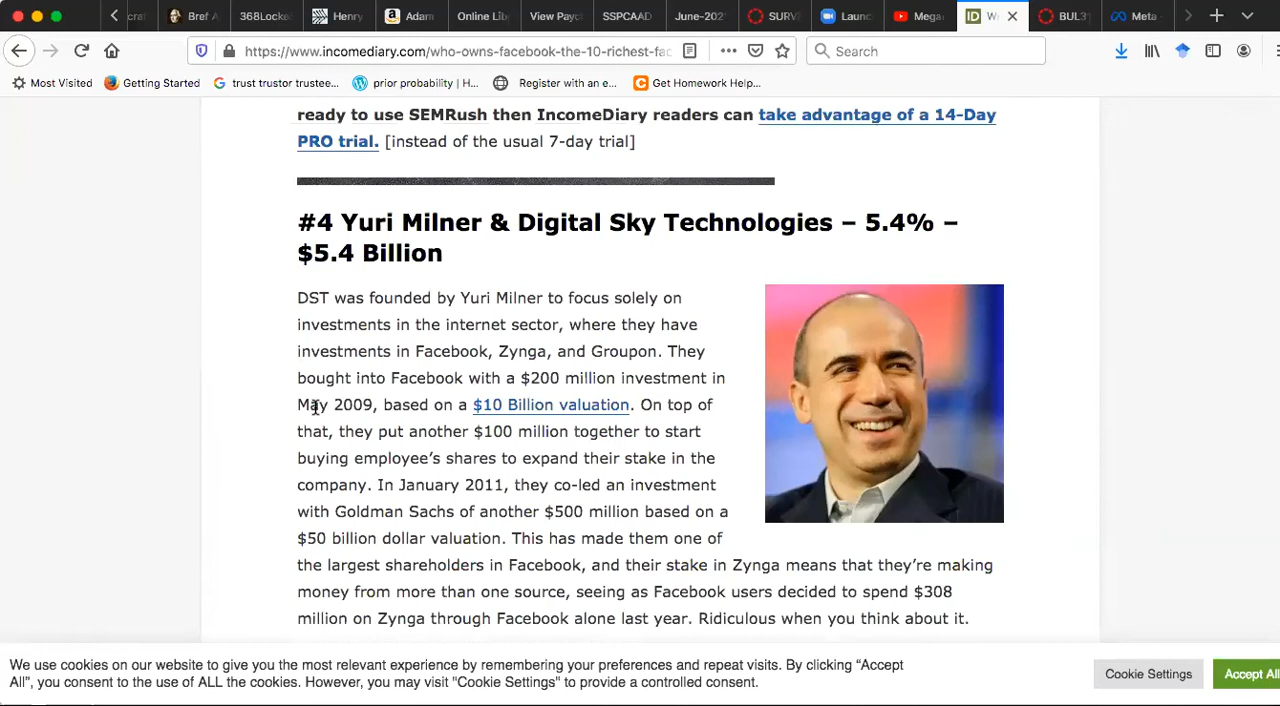 crat
Bref A
368Lock
Henry
Adam
Online Lib
View Payc
SSPCAAD
June-202
SURV
Laun
Mega
W
BUL3
Meta -
https://www.incomediary.com/who-owns-facebook-the-10-richest-fac
Search
Most Visited
Getting Started
trust trustor trustee...
prior probability | H...
Register with an e...
Get Homework Help...
ready to use SEMRush then IncomeDiary readers can take advantage of a 14-Day
PRO trial. [instead of the usual 7-day trial]
#4 Yuri Milner & Digital Sky Technologies – 5.4% –
$5.4 Billion
DST was founded by Yuri Milner to focus solely on
investments in the internet sector, where they have
investments in Facebook, Zynga, and Groupon. They
bought into Facebook with a $200 million investment in
May 2009, based on a $10 Billion valuation. On top of
that, they put another $100 million together to start
buying employee’s shares to expand their stake in the
company. In January 2011, they co-led an investment
with Goldman Sachs of another $500 million based on a
$50 billion dollar valuation. This has made them one of
the largest shareholders in Facebook, and their stake in Zynga means that they’re making
money from more than one source, seeing as Facebook users decided to spend $308
million on Zynga through Facebook alone last year. Ridiculous when you think about it.
We use cookies on our website to give you the most relevant experience by remembering your preferences and repeat visits. By clicking “Accept
All”, you consent to the use of ALL the cookies. However, you may visit "Cookie Settings" to provide a controlled consent.
Cookie Settings
Accept All